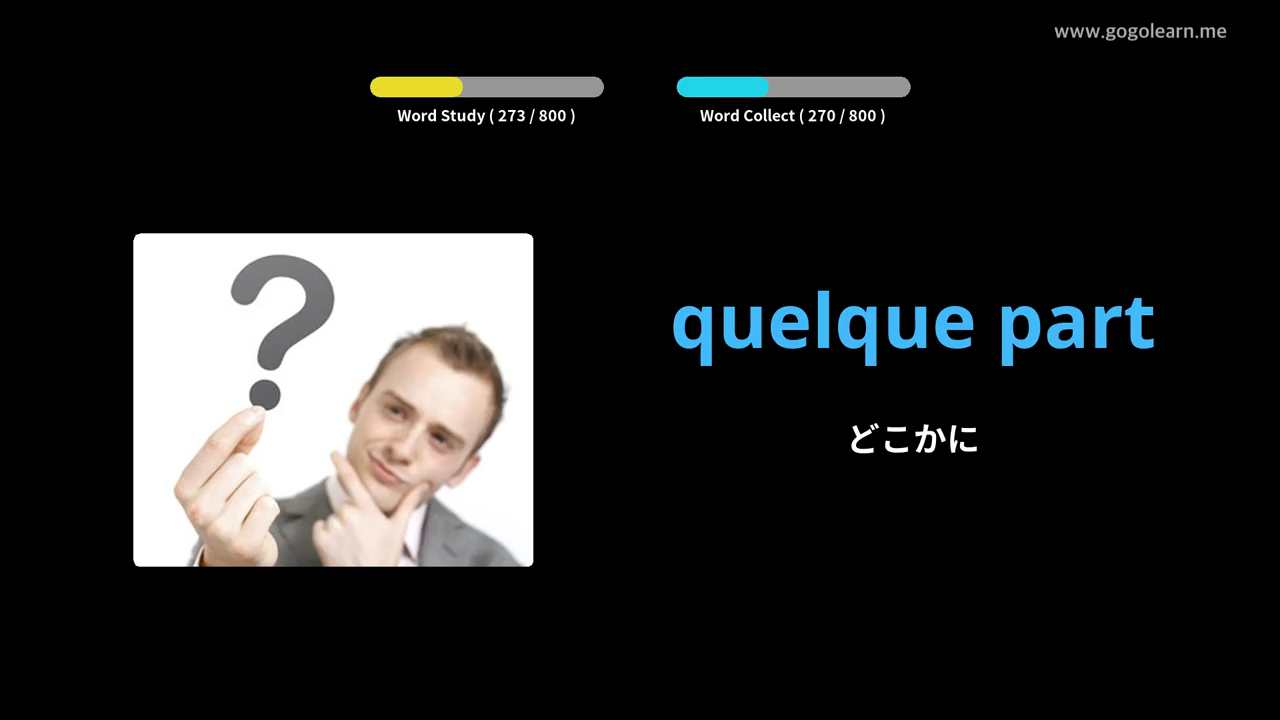 www.gogolearn.me
Word Study ( 273 / 800 )
Word Collect ( 270 / 800 )
quelque part
どこかに